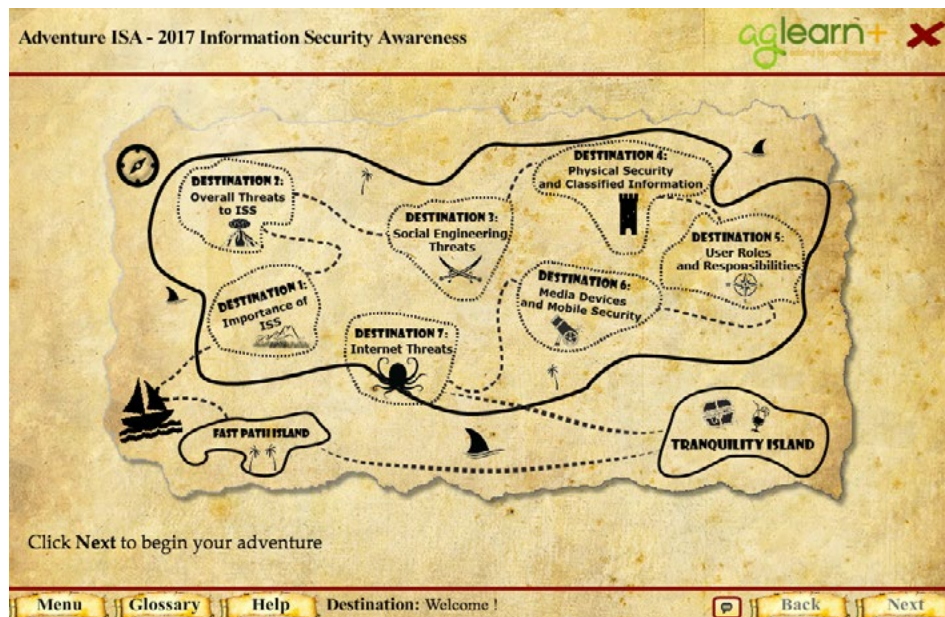 Adventure ISA - 2017 Information Security Awareness
aglearn+
DESTINATION 2:
Overall Threats
to ISS
DESTINATION 3:
Social Engineering
Threats
DESTINATION 4:
Physical Security
and Classified Information
DESTINATION 5:
User Roles
and Responsibilities
DESTINATION 1:
Importance of
ISS
DESTINATION 6:
Media Devices
and Mobile Security
DESTINATION 7:
Internet Threats
FAST PATH ISLAND
TRANQUILITY ISLAND
Click Next to begin your adventure
Menu
Glossary
Help
Destination: Welcome !
Back
Next